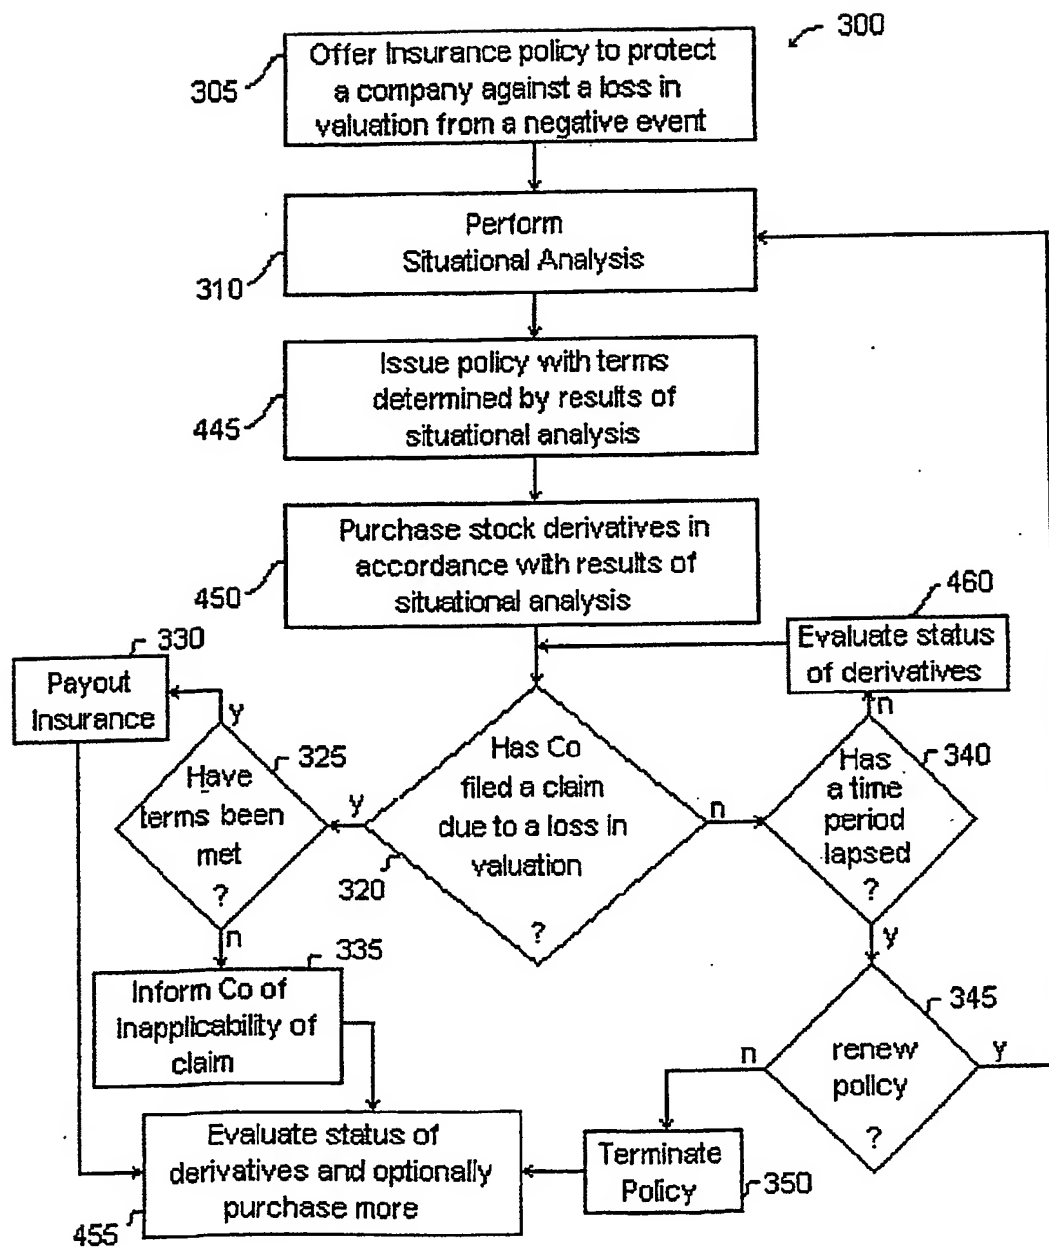 300
Offer Insurance policy to protect
a company against a loss in
valuation from a negative event
305
Perform
Situational Analysis
310
Issue policy with terms
determined by results of
situational analysis
445
Purchase stock derivatives in
accordance with results of
situational analysis
450
460
Evaluate status
of derivatives
330
Payout
Insurance
y
325
Have
terms been
met
?
y
Has Co
filed a claim
due to a loss in
valuation
?
320
n
n
340
Has
a time
period
lapsed
?
y
n
335
Inform Co of
inapplicability of
claim
345
renew
policy
?
n
y
Evaluate status of
derivatives and optionally
purchase more
455
Terminate
Policy
350